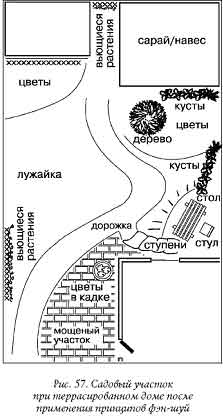 вьющиеся
растения
сарай/навес
цветы
кусты
цветы
дерево
кусты
лужайка
стол
вьющиеся
растения
дорожка
ступени
стул
цветы
в кадке
мощеный
участок
Рис. 57. Садовый участок
при террасированном доме после
применения принципов фэн-шуй